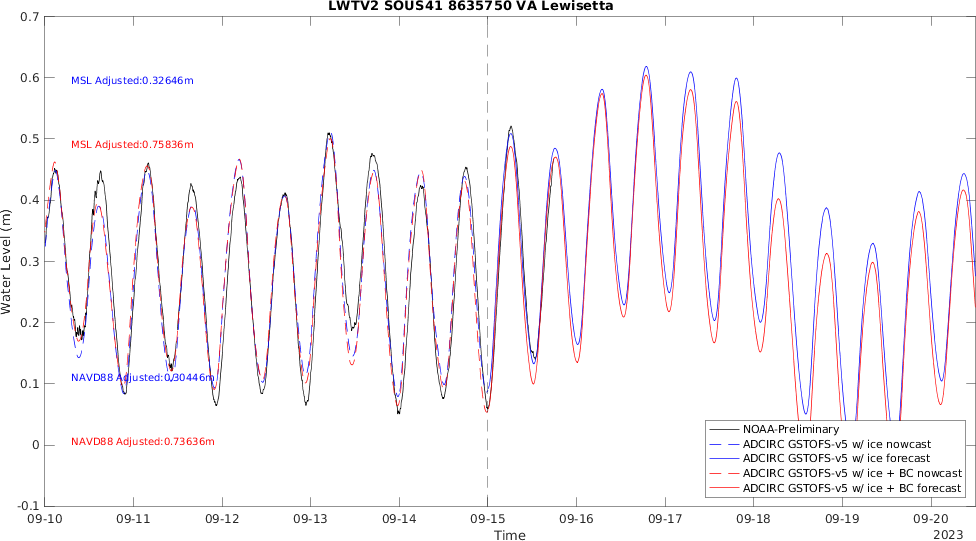 LWTV2 SOUS41 8635750 VA Lewisetta
0.7
0.6
0.5
0.4
0.3
0.2
0.1
0
-0.1
Water Level (m)
MSL Adjusted:0.32646m
MSL Adjusted:0.75836m
NAVD88 Adjusted:0.30446m
NAVD88 Adjusted:0.73636m
NOAA-Preliminary
ADCIRC GSTOFS-v5 w/ ice nowcast
ADCIRC GSTOFS-v5 w/ ice forecast
ADCIRC GSTOFS-v5 w/ ice + BC nowcast
ADCIRC GSTOFS-v5 w/ ice + BC forecast
09-10 09-11 09-12 09-13 09-14 09-15 09-16 09-17 09-18 09-19 09-20
Time
2023